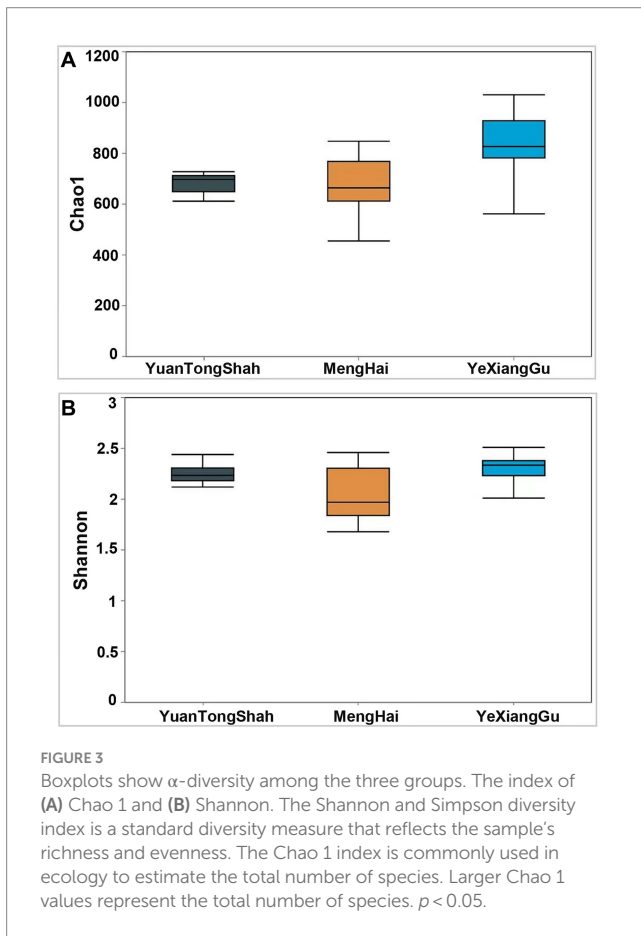 A
1200
1000
800
600
400
200
0
Chao1
YuanTongShah
MengHai
YeXiangGu
B
3
2.5
2
1.5
1
0.5
0
Shannon
YuanTongShah
MengHai
YeXiangGu
FIGURE 3
Boxplots show α-diversity among the three groups. The index of
(A) Chao 1 and (B) Shannon. The Shannon and Simpson diversity
index is a standard diversity measure that reflects the sample’s
richness and evenness. The Chao 1 index is commonly used in
ecology to estimate the total number of species. Larger Chao 1
values represent the total number of species. p < 0.05.